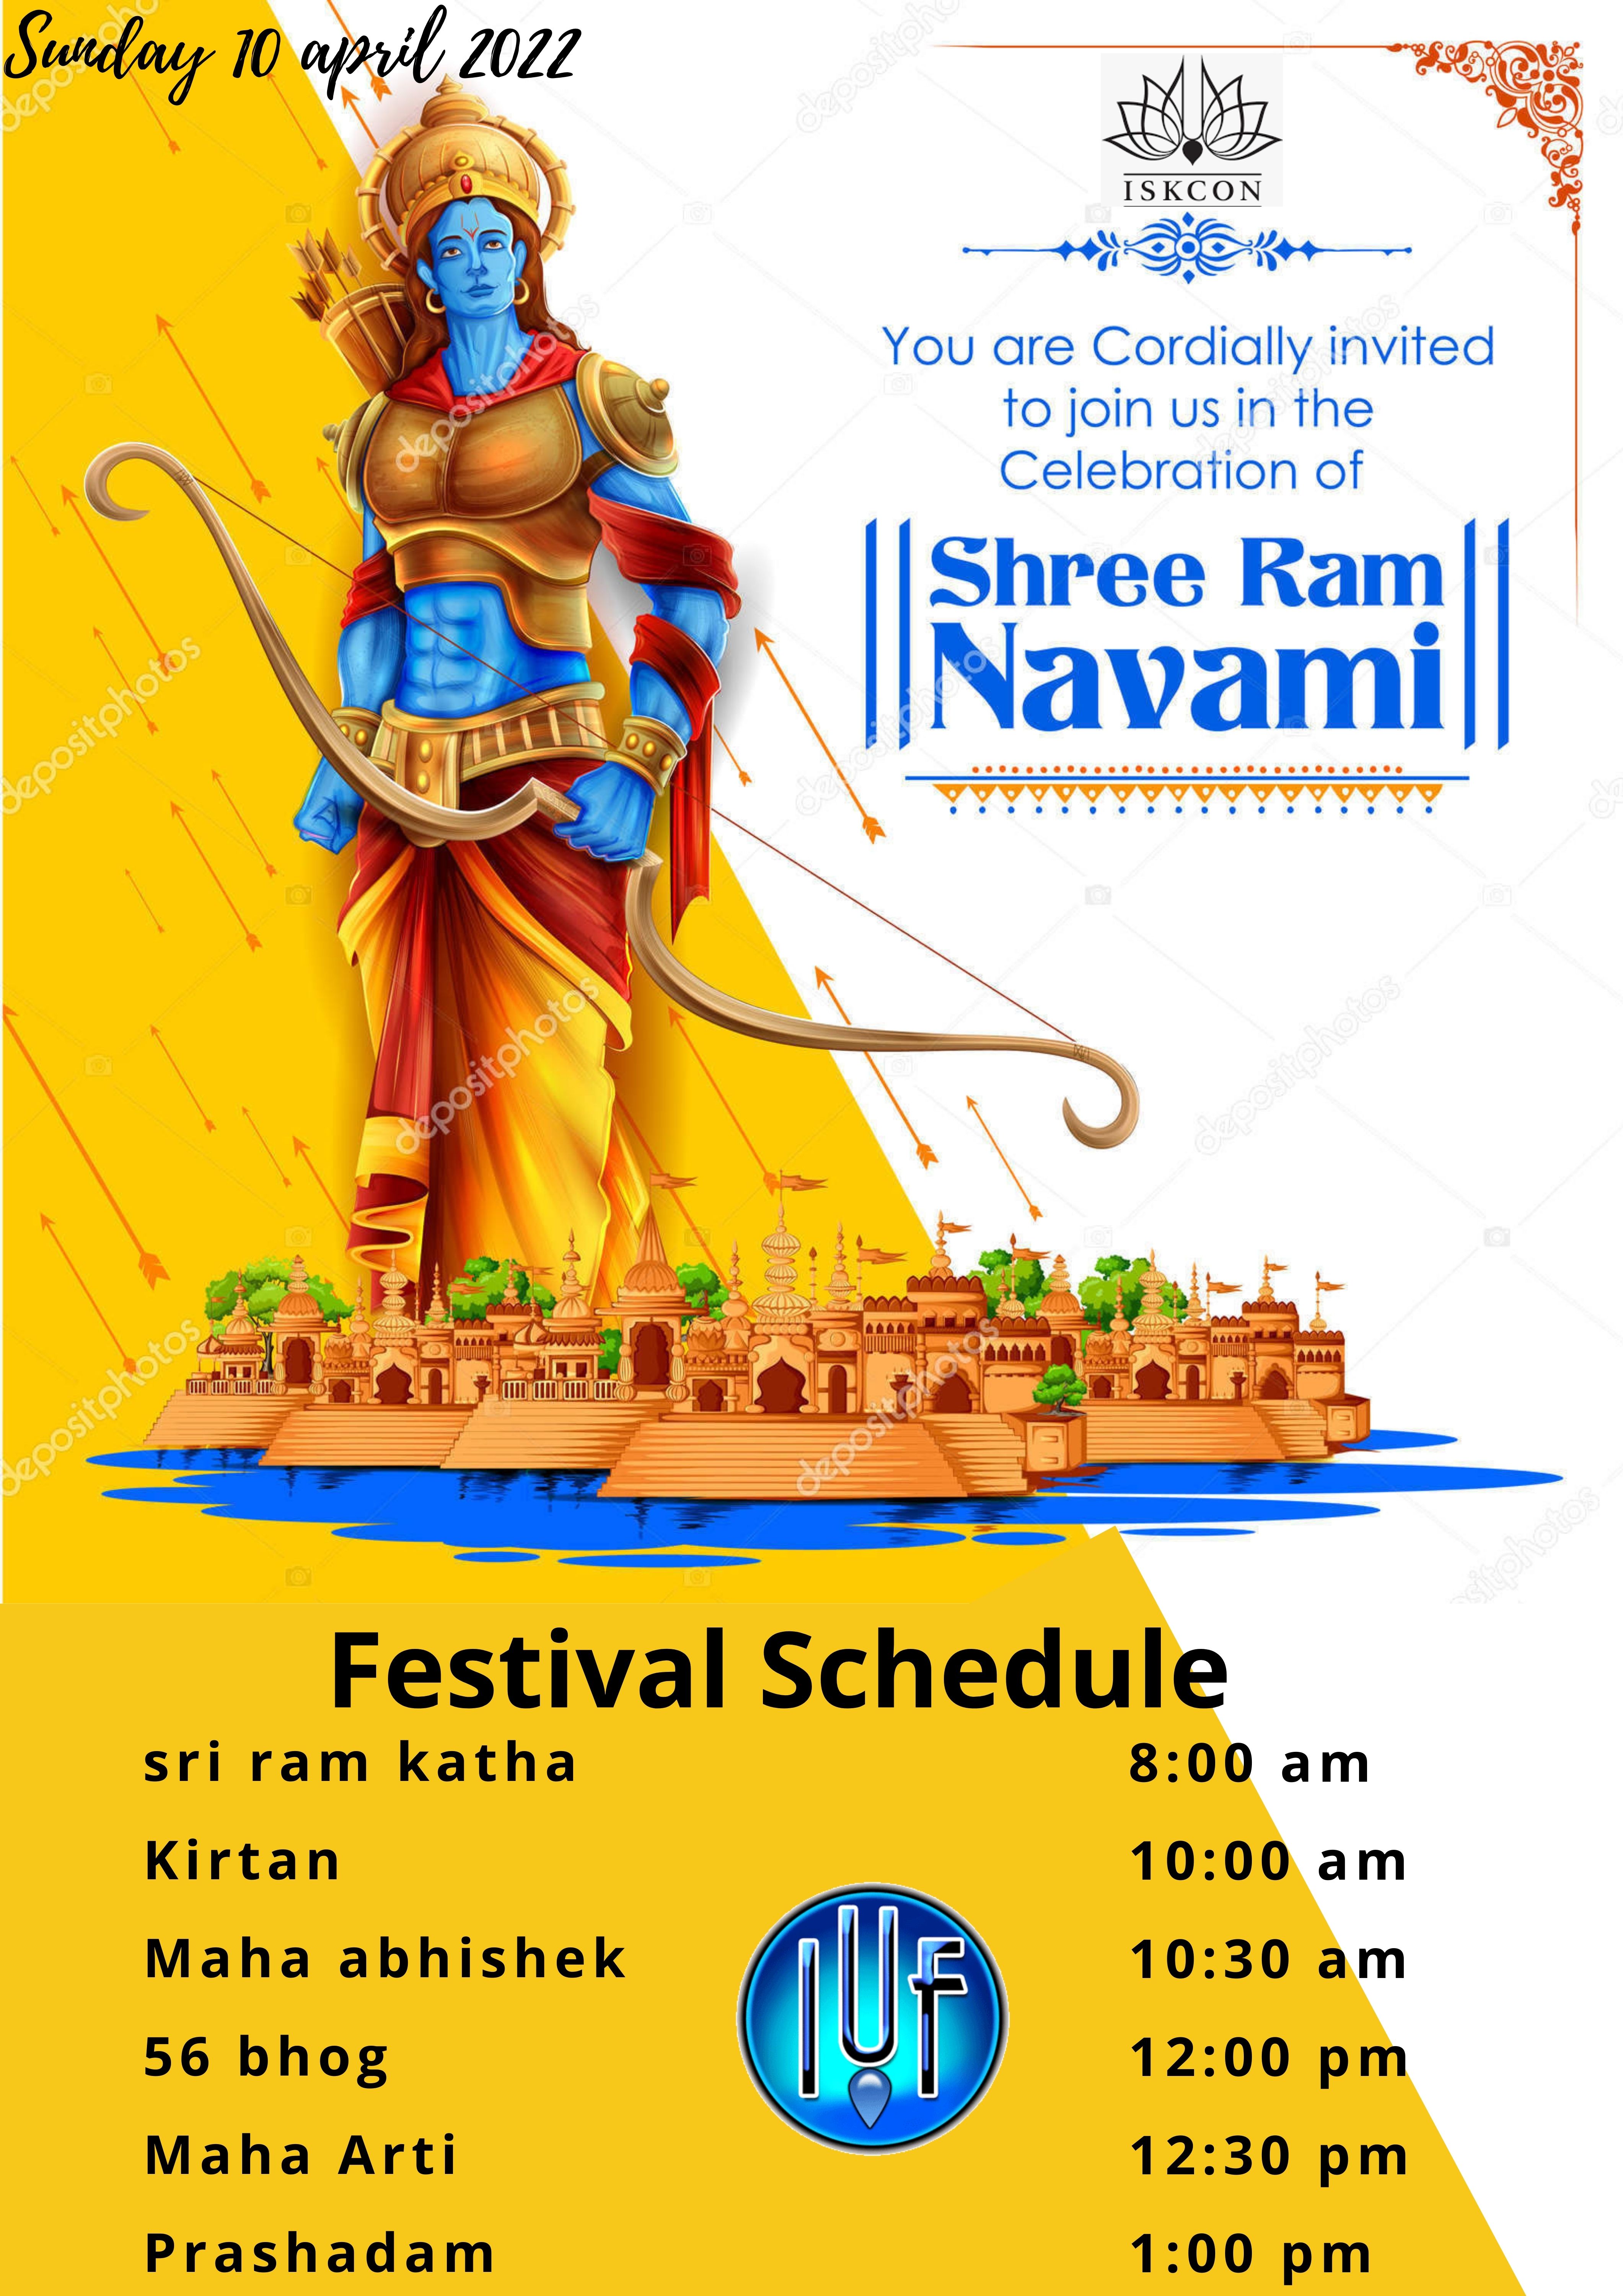 Sunday 10 april 2022
ISKCON
You are Cordially invited
to join us in the
Celebration of
Shree Ram
Navami
Festival Schedule
sri ram katha 8:00 am
Kirtan 10:00 am
Maha abhishek 10:30 am
56 bhog 12:00 pm
IUF
Maha Arti 12:30 pm
Prashadam 1:00 pm
depositphotos